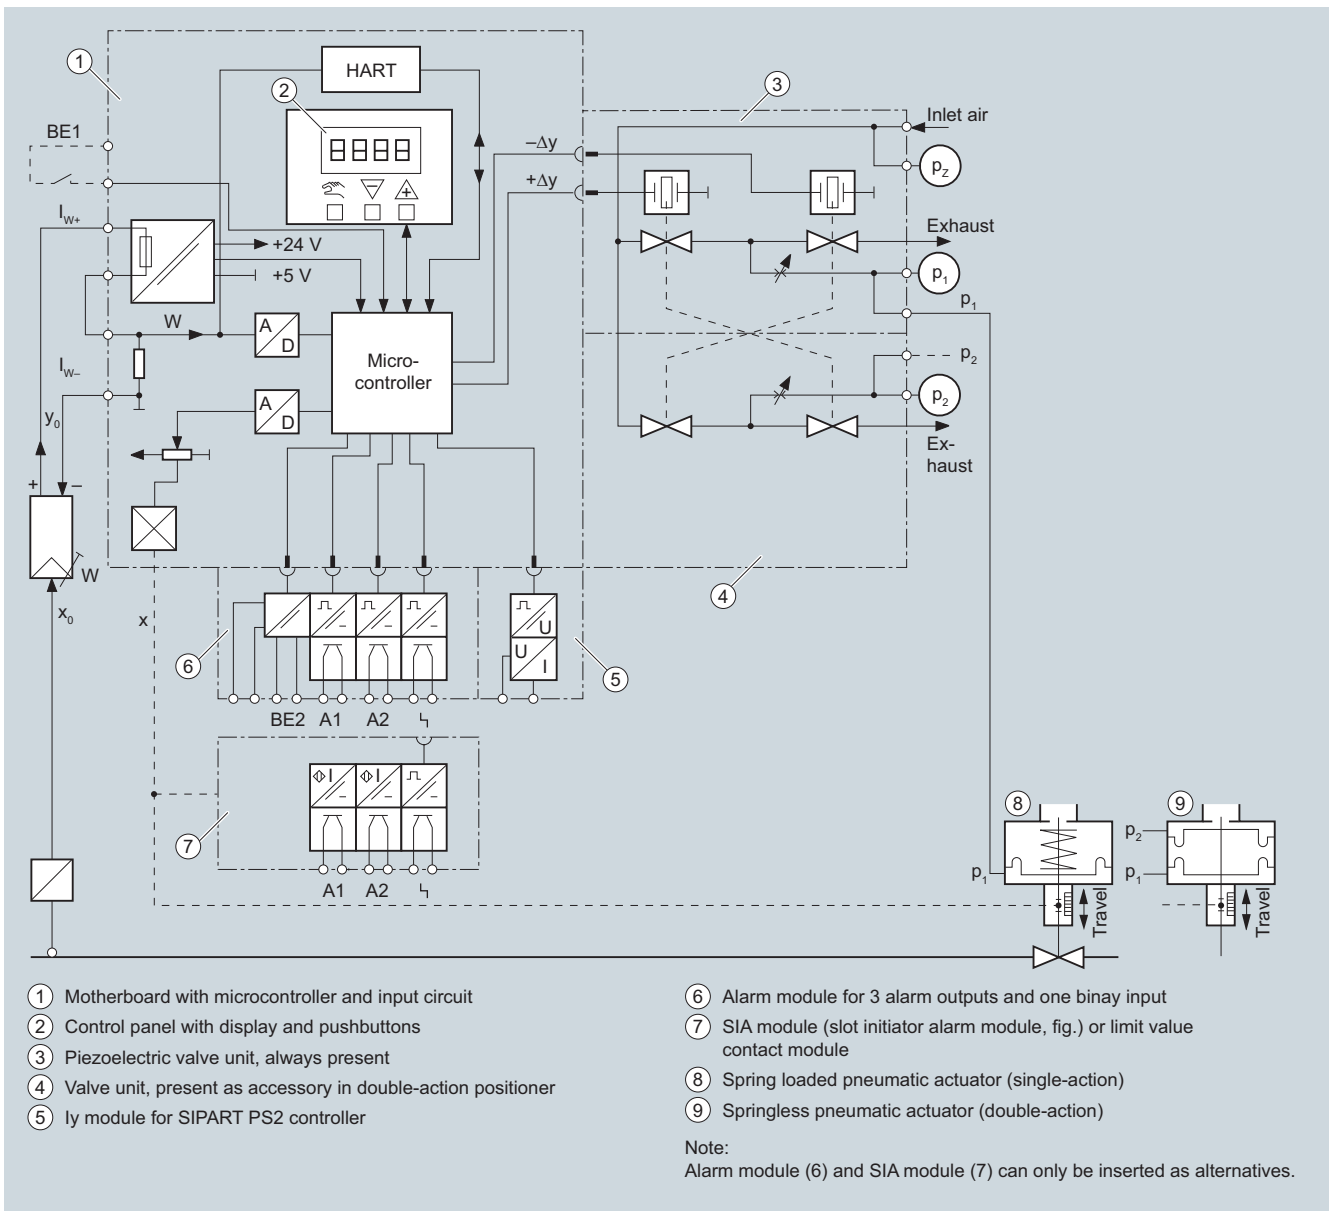 1
HART
2
3
BE1
8888
−Δy
+Δy
Inlet air
pZ
IW+
+24 V
+5 V
Exhaust
p1
p1
W
A
D
Micro-
controller
IW−
p2
p2
y0
A
D
Ex-
haust
+
−
W
4
x0
x
6
U
U
I
5
BE2 A1 A2
I
I
7
A1 A2
8
9
p2
p1
p1
Travel
Travel
1 Motherboard with microcontroller and input circuit
2 Control panel with display and pushbuttons
3 Piezoelectric valve unit, always present
4 Valve unit, present as accessory in double-action positioner
5 Iy module for SIPART PS2 controller
6 Alarm module for 3 alarm outputs and one binay input
7 SIA module (slot initiator alarm module, fig.) or limit value
contact module
8 Spring loaded pneumatic actuator (single-action)
9 Springless pneumatic actuator (double-action)
Note:
Alarm module (6) and SIA module (7) can only be inserted as alternatives.